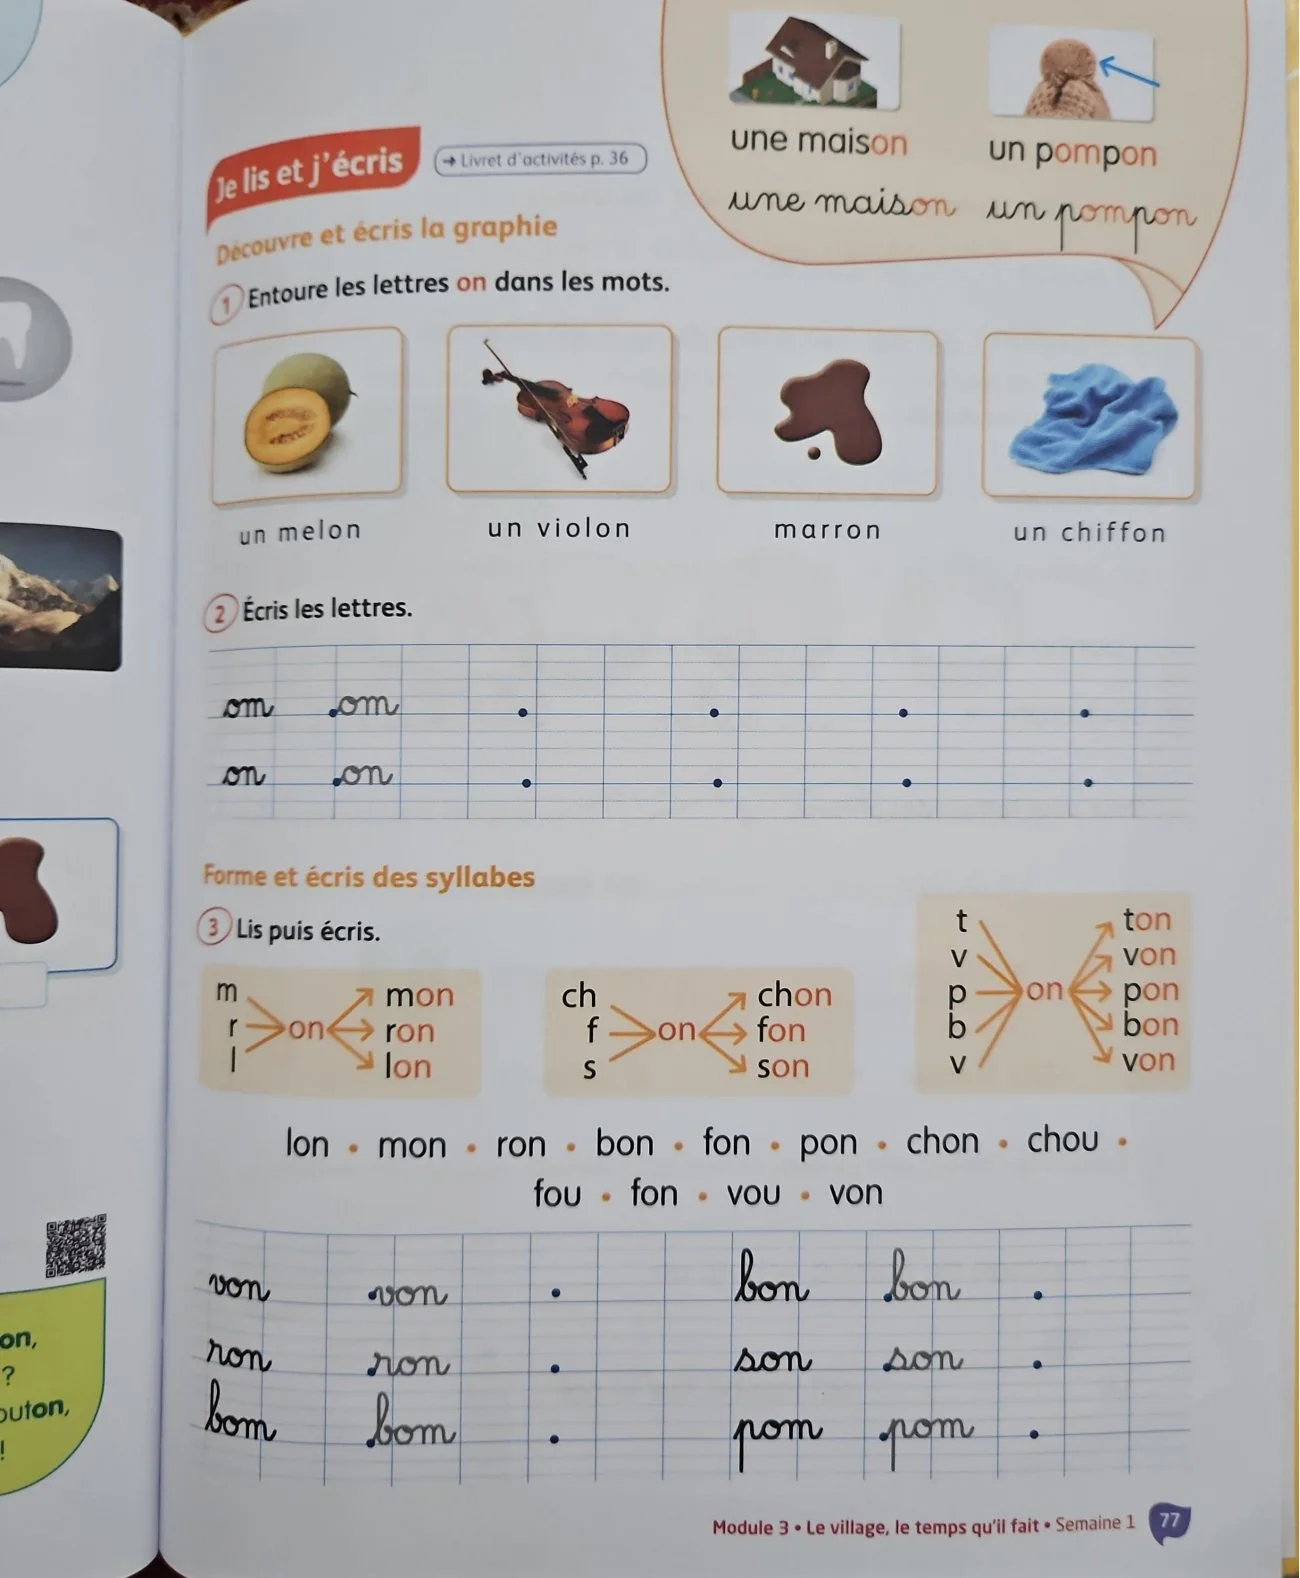 une maison un pompon
une maison un pompon
Je lis et j'écris
➔ Livret d'activités p. 36
Découvre et écris la graphie
1 Entoure les lettres on dans les mots.
un melon un violon marron un chiffon
2 Écris les lettres.
om om
on on
Forme et écris des syllabes
3 Lis puis écris.
m
r
l
on
mon
ron
lon
ch
f
s
on
chon
fon
son
t
v
p
b
v
on
ton
von
pon
bon
von
lon • mon • ron • bon • fon • pon • chon • chou •
fou • fon • vou • von
von von bon bon
ron ron son son
bom bom pom pom
Module 3 • Le village, le temps qu'il fait • Semaine 1 77
on,
?
outon,
!